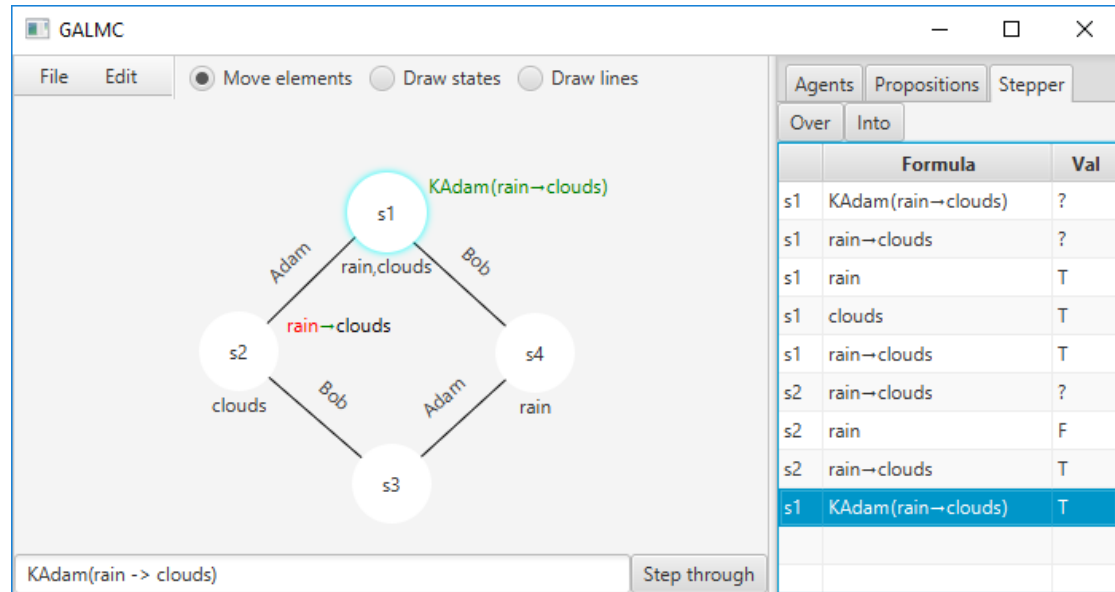 GALMC
File Edit Move elements Draw states Draw lines
Agents Propositions Stepper
Over Into
Formula Val
s1 KAdam(rain→clouds) ?
s1 rain→clouds ?
s1 rain T
s1 clouds T
s1 rain→clouds T
s2 rain→clouds ?
s2 rain F
s2 rain→clouds T
s1 KAdam(rain→clouds) T
KAdam(rain→clouds)
s1
rain,clouds
Adam
Bob
rain→clouds
s2
clouds
s4
rain
Bob
Adam
s3
KAdam(rain -> clouds) Step through